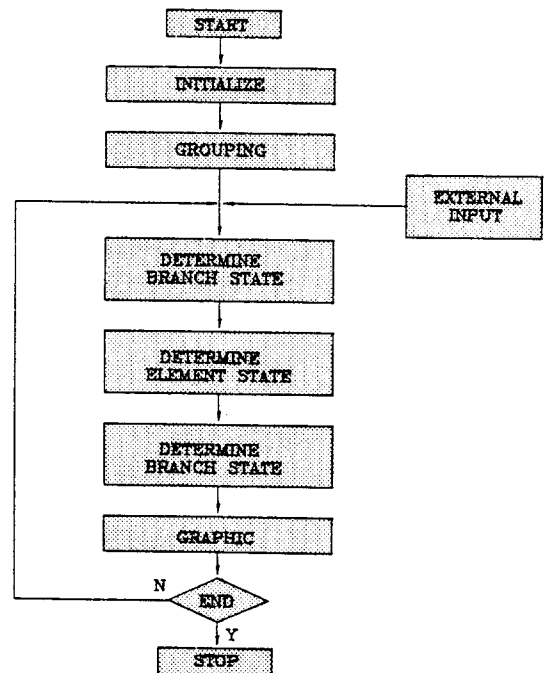 START
INITIALIZE
GROUPING
EXTERNAL
INPUT
DETERMINE
BRANCH STATE
DETERMINE
ELEMENT STATE
DETERMINE
BRANCH STATE
GRAPHIC
N
END
Y
STOP